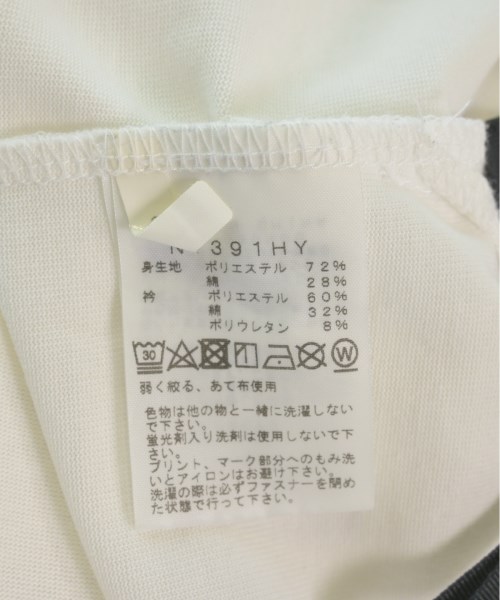 391HY
身生地 ポリエステル 72%
綿 28%
衿 ポリエステル 60%
綿 32%
ポリウレタン 8%
30 W
弱く絞る、あて布使用
色物は他の物と一緒に洗濯しない
で下さい。
蛍光剤入り洗剤は使用しないで下
さい。
プリント、マーク部分へのもみ洗
いとアイロンはお避け下さい。
洗濯の際は必ずファスナーを閉め
た状態で行って下さい。